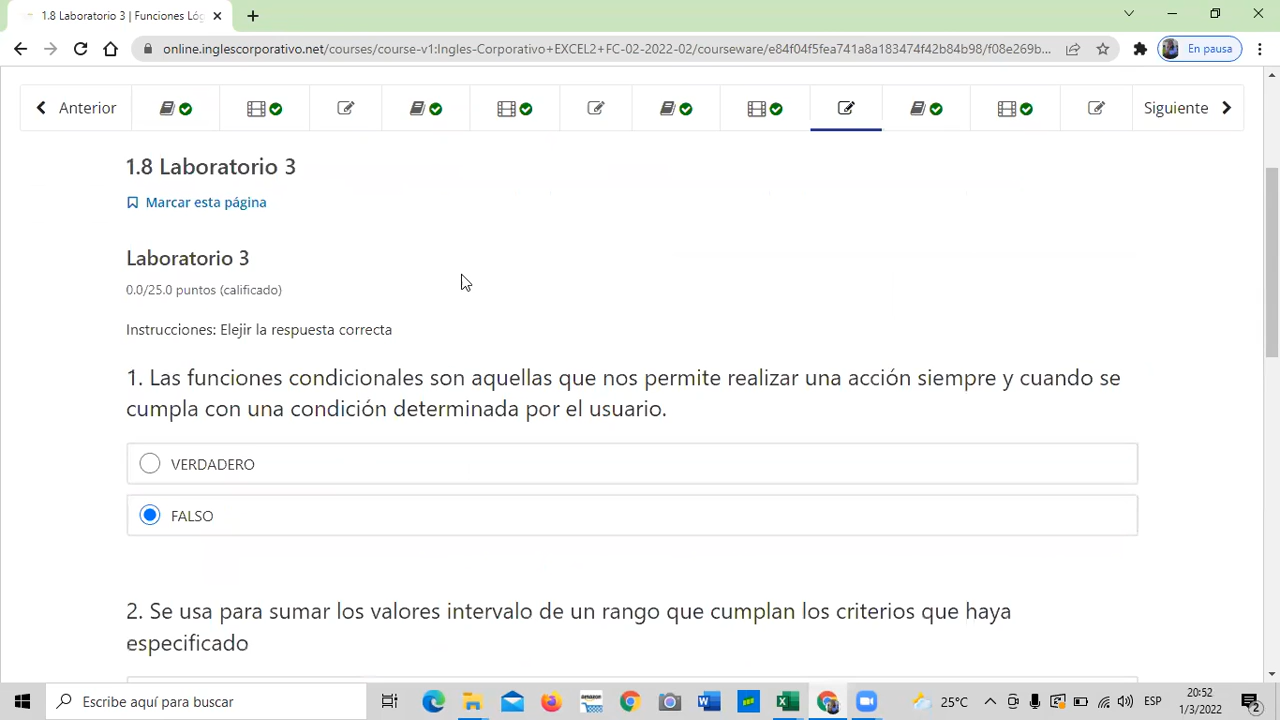 1.8 Laboratorio 3 | Funciones Lóg
online.inglescorporativo.net/courses/course-v1:Ingles-Corporativo+EXCEL2+FC-02-2022-02/courseware/e84f04f5fea741a8a183474f42b84b98/f08e269b...
En pausa
Anterior
Siguiente
1.8 Laboratorio 3
Marcar esta página
Laboratorio 3
0.0/25.0 puntos (calificado)
Instrucciones: Elejir la respuesta correcta
1. Las funciones condicionales son aquellas que nos permite realizar una acción siempre y cuando se
cumpla con una condición determinada por el usuario.
VERDADERO
FALSO
2. Se usa para sumar los valores intervalo de un rango que cumplan los criterios que haya
especificado
Escribe aquí para buscar
amazon
25°C
ESP
20:52
1/3/2022
2